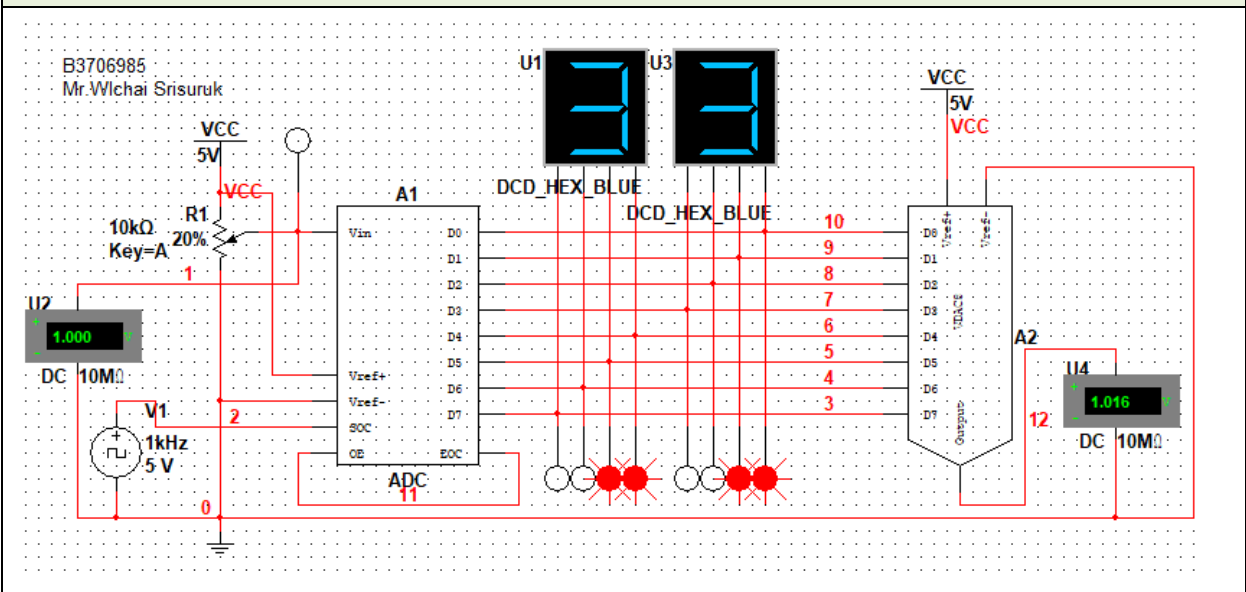 B3706985
Mr.WIchai Srisuruk
VCC
5V
VCC
R1
10kΩ
20%
Key=A
1
U2
+
1.000
V
-
DC 10MΩ
V1
+
1kHz
5 V
2
0
A1
Vin
Vref+
Vref-
SOC
OE
D0
D1
D2
D3
D4
D5
D6
D7
EOC
ADC
11
U1
3
DCD_HEX_BLUE
U3
3
DCD_HEX_BLUE
10
9
8
7
6
5
4
3
VCC
5V
VCC
D0
D1
D2
D3
D4
D5
D6
D7
Vref+
Vref-
VDAC8
Output
A2
12
U4
+
1.016
V
-
DC 10MΩ